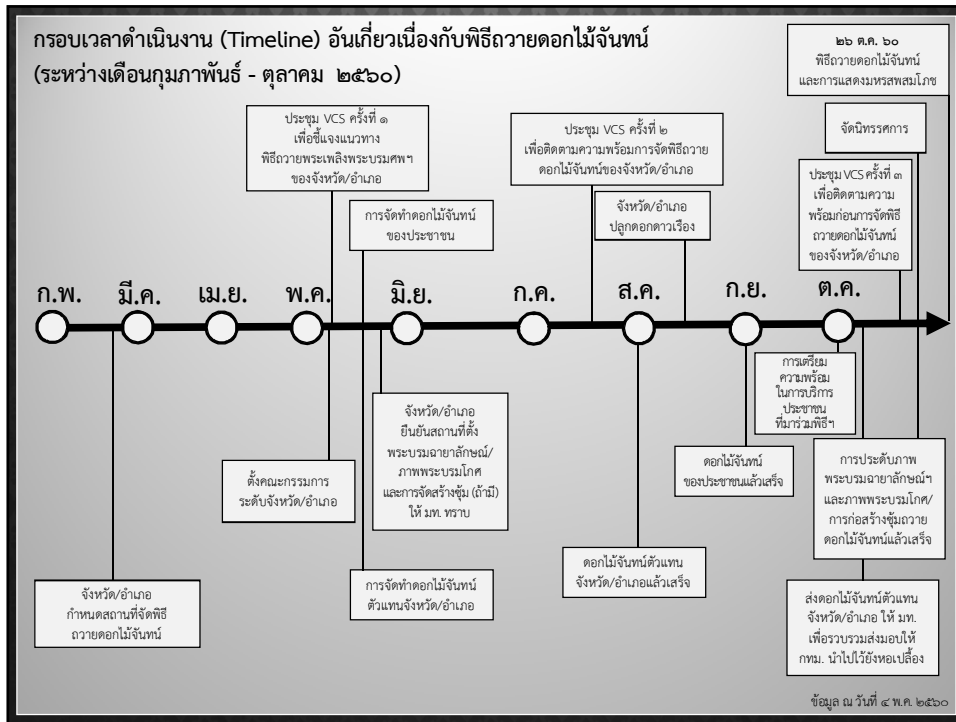 กรอบเวลาดำเนินงาน (Timeline) อันเกี่ยวเนื่องกับพิธีถวายดอกไม้จันทน์
(ระหว่างเดือนกุมภาพันธ์ - ตุลาคม ๒๕๖๐)
๒๖ ต.ค. ๖๐
พิธีถวายดอกไม้จันทน์
และการแสดงมหรสพสมโภช
ประชุม VCS ครั้งที่ ๑
เพื่อชี้แจงแนวทาง
พิธีถวายพระเพลิงพระบรมศพฯ
ของจังหวัด/อำเภอ
ประชุม VCS ครั้งที่ ๒
เพื่อติดตามความพร้อมการจัดพิธีถวาย
ดอกไม้จันทน์ของจังหวัด/อำเภอ
จัดนิทรรศการ
ประชุม VCS ครั้งที่ ๓
เพื่อติดตามความ
พร้อมก่อนการจัดพิธี
ถวายดอกไม้จันทน์
ของจังหวัด/อำเภอ
การจัดทำดอกไม้จันทน์
ของประชาชน
จังหวัด/อำเภอ
ปลูกดอกดาวเรือง
ก.พ.
มี.ค.
เม.ย.
พ.ค.
มิ.ย.
ก.ค.
ส.ค.
ก.ย.
ต.ค.
การเตรียม
ความพร้อม
ในการบริการ
ประชาชน
ที่มาร่วมพิธีฯ
จังหวัด/อำเภอ
ยืนยันสถานที่ตั้ง
พระบรมฉายาลักษณ์/
ภาพพระบรมโกศ
และการจัดสร้างซุ้ม (ถ้ามี)
ให้ มท. ทราบ
ตั้งคณะกรรมการ
ระดับจังหวัด/อำเภอ
ดอกไม้จันทน์
ของประชาชนแล้วเสร็จ
การประดับภาพ
พระบรมฉายาลักษณ์ฯ
และภาพพระบรมโกศ/
การก่อสร้างซุ้มถวาย
ดอกไม้จันทน์แล้วเสร็จ
ดอกไม้จันทน์ตัวแทน
จังหวัด/อำเภอแล้วเสร็จ
การจัดทำดอกไม้จันทน์
ตัวแทนจังหวัด/อำเภอ
จังหวัด/อำเภอ
กำหนดสถานที่จัดพิธี
ถวายดอกไม้จันทน์
ส่งดอกไม้จันทน์ตัวแทน
จังหวัด/อำเภอ ให้ มท.
เพื่อรวบรวมส่งมอบให้
กทม. นำไปไว้ยังหอเปลื้อง
ข้อมูล ณ วันที่ ๔ พ.ค. ๒๕๖๐